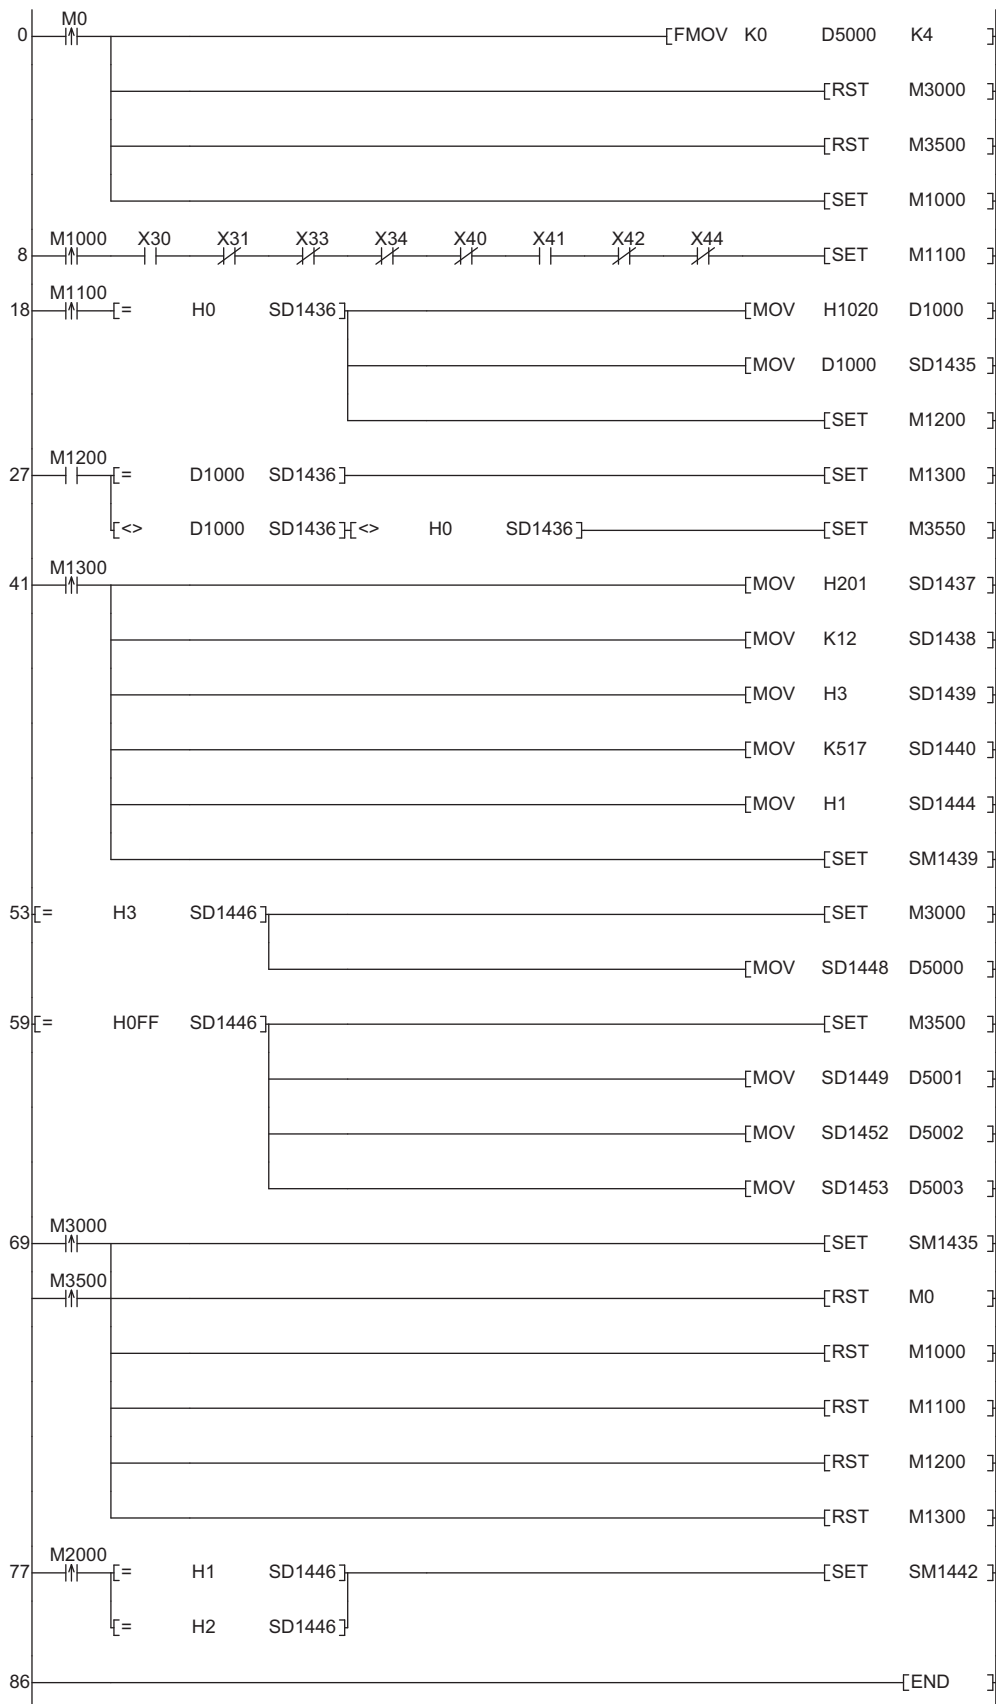 M0
0 [FMOV K0 D5000 K4 ]
[RST M3000 ]
[RST M3500 ]
[SET M1000 ]
M1000 X30 X31 X33 X34 X40 X41 X42 X44
8 [SET M1100 ]
M1100
18 [= H0 SD1436 ] [MOV H1020 D1000 ]
[MOV D1000 SD1435 ]
[SET M1200 ]
M1200
27 [= D1000 SD1436 ] [SET M1300 ]
[<> D1000 SD1436 ] [<> H0 SD1436 ] [SET M3550 ]
M1300
41 [MOV H201 SD1437 ]
[MOV K12 SD1438 ]
[MOV H3 SD1439 ]
[MOV K517 SD1440 ]
[MOV H1 SD1444 ]
[SET SM1439 ]
53 [= H3 SD1446 ] [SET M3000 ]
[MOV SD1448 D5000 ]
59 [= H0FF SD1446 ] [SET M3500 ]
[MOV SD1449 D5001 ]
[MOV SD1452 D5002 ]
[MOV SD1453 D5003 ]
M3000
69 [SET SM1435 ]
M3500
[RST M0 ]
[RST M1000 ]
[RST M1100 ]
[RST M1200 ]
[RST M1300 ]
M2000
77 [= H1 SD1446 ] [SET SM1442 ]
[= H2 SD1446 ]
86 [END ]